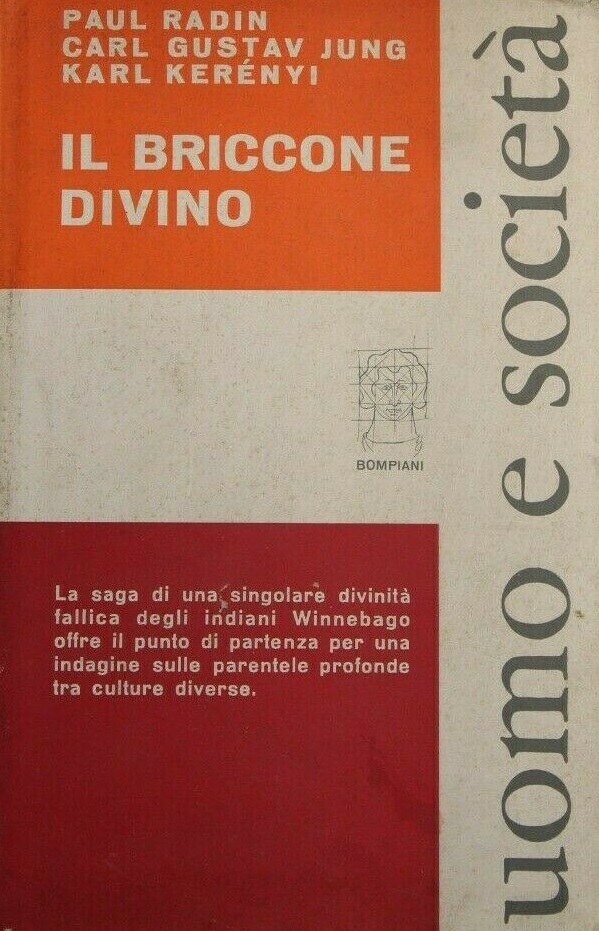 PAUL RADIN
CARL GUSTAV JUNG
KARL KERÉNYI
IL BRICCONE
DIVINO
BOMPIANI
La saga di una singolare divinità
fallica degli indiani Winnebago
offre il punto di partenza per una
indagine sulle parentele profonde
tra culture diverse.
uomo e società